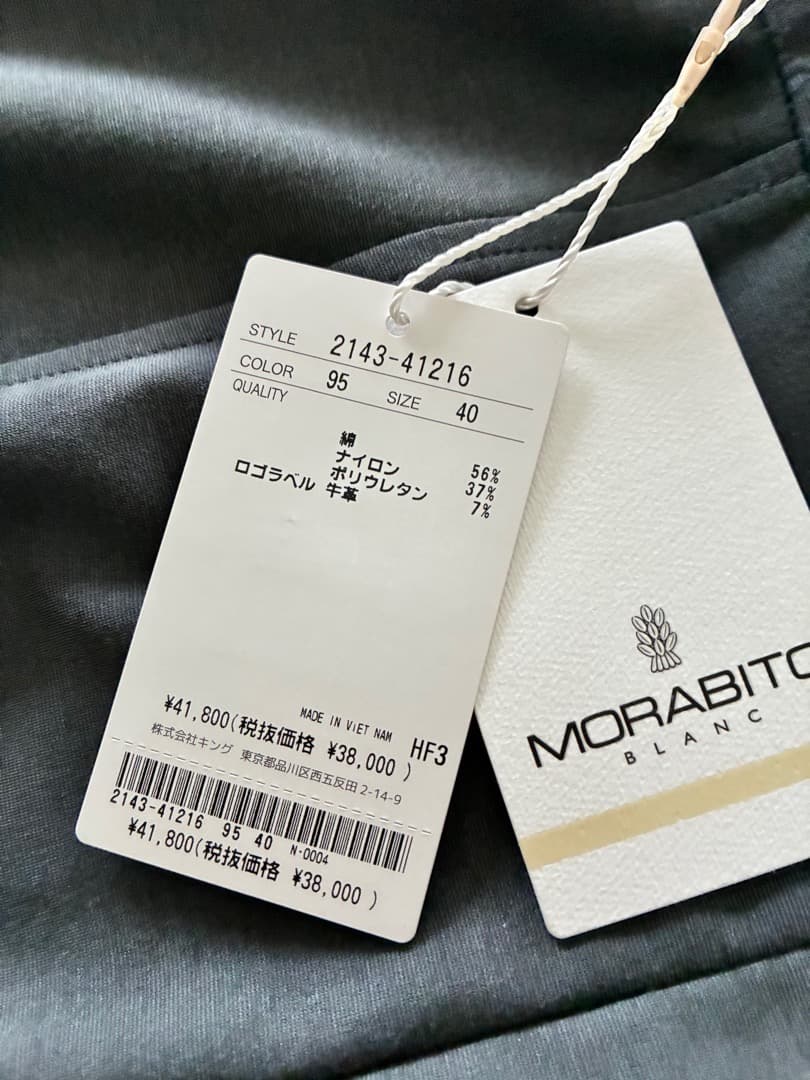 STYLE 2143-41216
COLOR 95 SIZE 40
QUALITY
綿 56%
ナイロン 37%
ポリウレタン 7%
ロゴラベル 牛革
MADE IN VIET NAM
¥41,800(税抜価格 ¥38,000 ) HF3
株式会社キング 東京都品川区西五反田2-14-9
2143-41216 95 40 N-0004
¥41,800(税抜価格 ¥38,000 )
MORABITO
BLANC